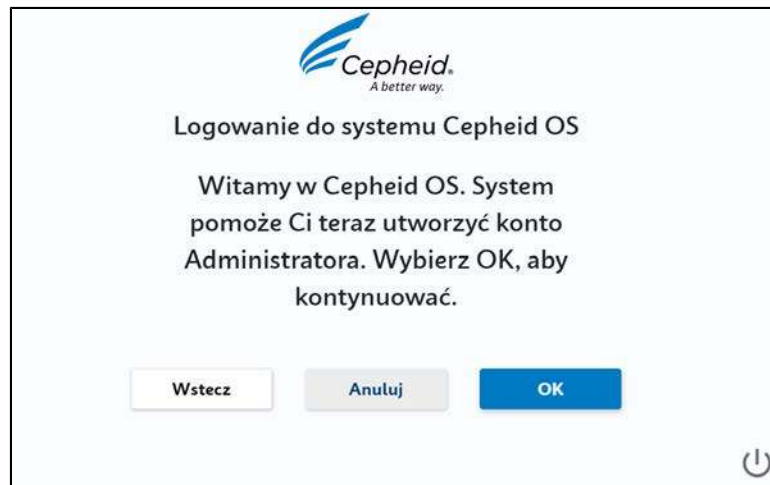 Cepheid®
A better way.
Logowanie do systemu Cepheid OS
Witamy w Cepheid OS. System
pomoże Ci teraz utworzyć konto
Administratora. Wybierz OK, aby
kontynuować.
Wstecz Anuluj OK